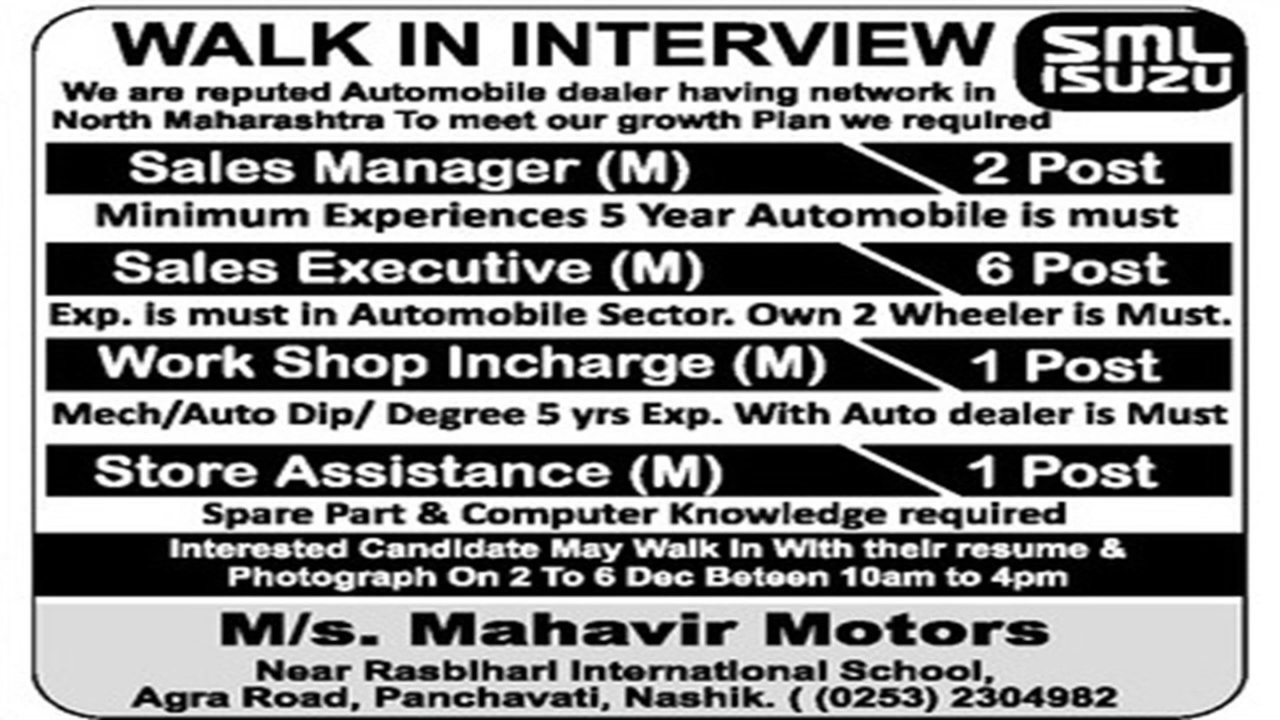 WALK IN INTERVIEW
SML
ISUZU
We are reputed Automobile dealer having network in
North Maharashtra To meet our growth Plan we required
Sales Manager (M) 2 Post
Minimum Experiences 5 Year Automobile is must
Sales Executive (M) 6 Post
Exp. is must in Automobile Sector. Own 2 Wheeler is Must.
Work Shop Incharge (M) 1 Post
Mech/Auto Dip/ Degree 5 yrs Exp. With Auto dealer is Must
Store Assistance (M) 1 Post
Spare Part & Computer Knowledge required
Interested Candidate May Walk In With their resume &
Photograph On 2 To 6 Dec Beteen 10am to 4pm
M/s. Mahavir Motors
Near Rasbihari International School,
Agra Road, Panchavati, Nashik. ( (0253) 2304982